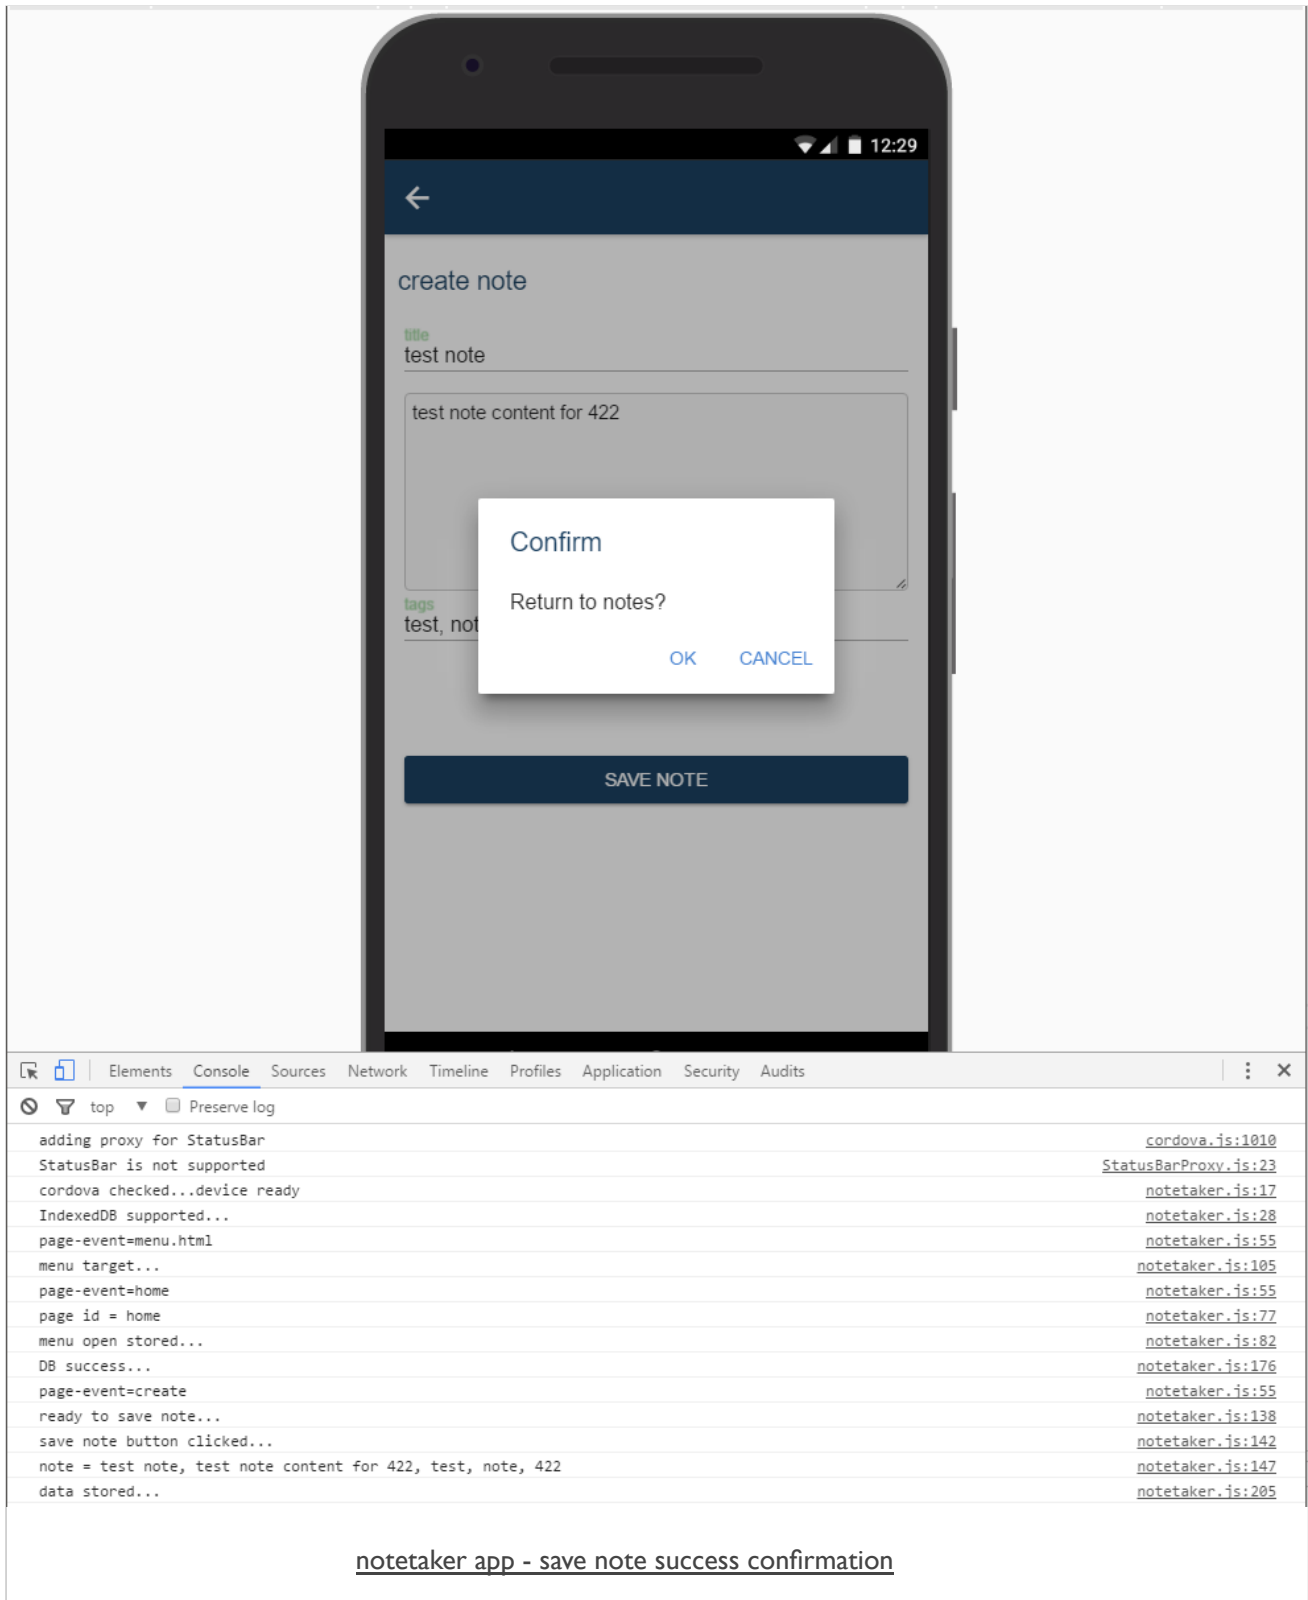 12:29
create note
title
test note
test note content for 422
Confirm
Return to notes?
tags
test, not
OK CANCEL
SAVE NOTE
Elements Console Sources Network Timeline Profiles Application Security Audits
top Preserve log
adding proxy for StatusBar cordova.js:1010
StatusBar is not supported StatusBarProxy.js:23
cordova checked...device ready notetaker.js:17
IndexedDB supported... notetaker.js:28
page-event=menu.html notetaker.js:55
menu target... notetaker.js:105
page-event=home notetaker.js:55
page id = home notetaker.js:77
menu open stored... notetaker.js:82
DB success... notetaker.js:176
page-event=create notetaker.js:55
ready to save note... notetaker.js:138
save note button clicked... notetaker.js:142
note = test note, test note content for 422, test, note, 422 notetaker.js:147
data stored... notetaker.js:205
notetaker app - save note success confirmation